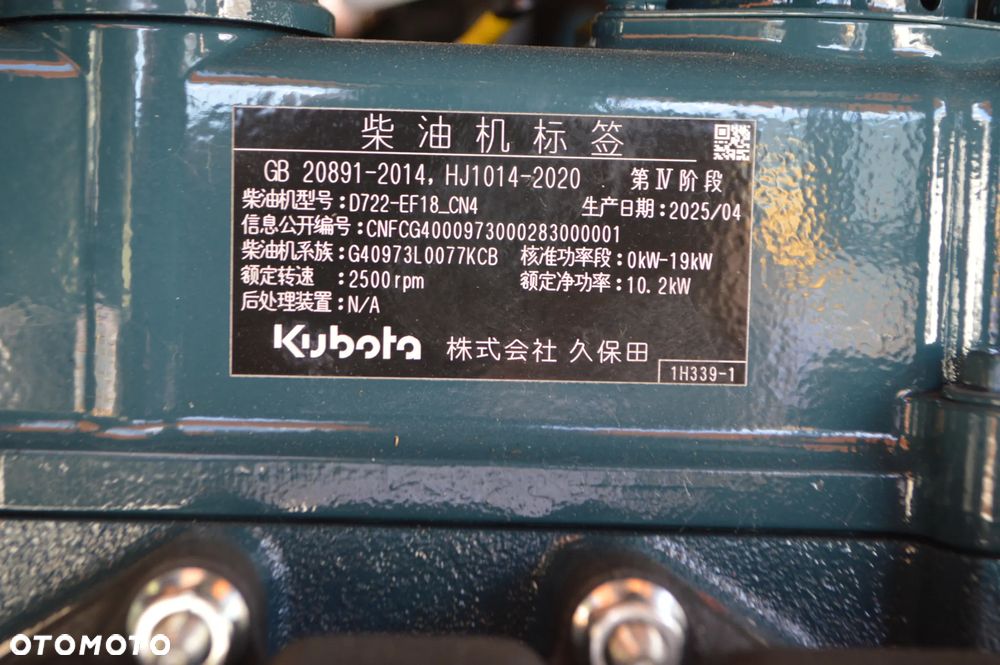 柴油机标签
GB 20891-2014, HJ1014-2020 第Ⅳ阶段
柴油机型号:D722-EF18_CN4 生产日期:2025/04
信息公开编号:CNFCG4000973000283000001
柴油机系族:G40973L0077KCB 核准功率段:0kW-19kW
额定转速:2500rpm 额定净功率:10.2kW
后处理装置:N/A
Kubota 株式会社 久保田
1H339-1
OTOMOTO